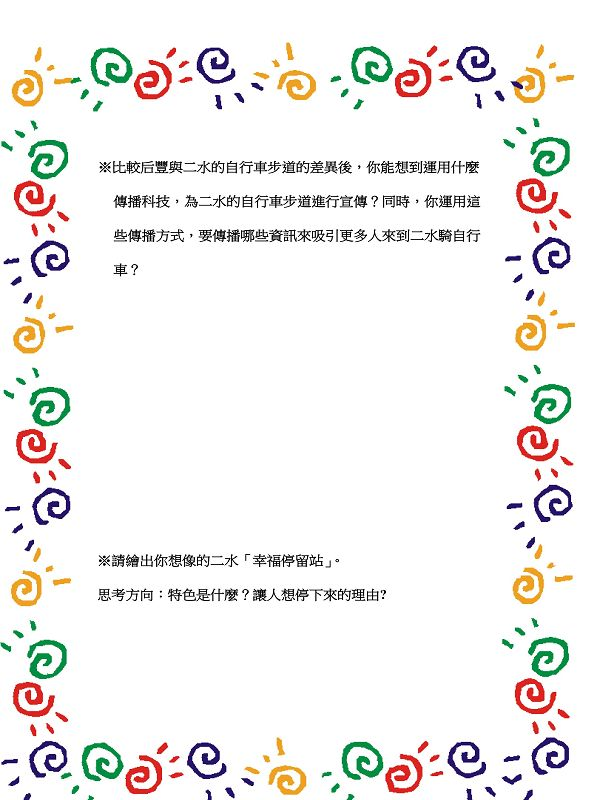 ※比較后豐與二水的自行車步道的差異後，你能想到運用什麼
傳播科技，為二水的自行車步道進行宣傳？同時，你運用這
些傳播方式，要傳播哪些資訊來吸引更多人來到二水騎自行
車？
※請繪出你想像的二水「幸福停留站」。
思考方向：特色是什麼？讓人想停下來的理由?